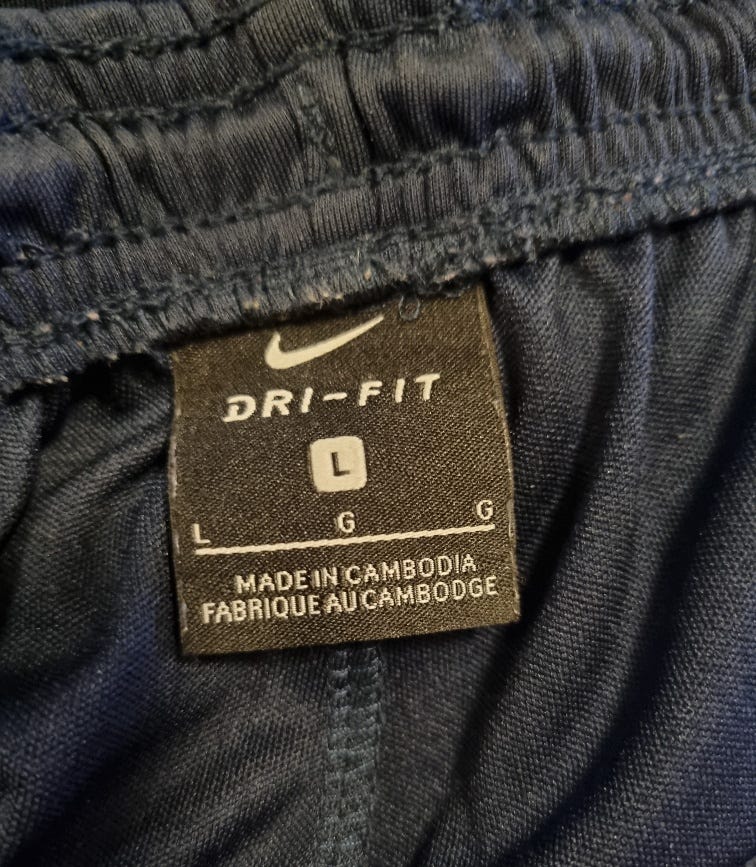 DRI-FIT
L
L G G
MADE IN CAMBODIA
FABRIQUE AU CAMBODGE